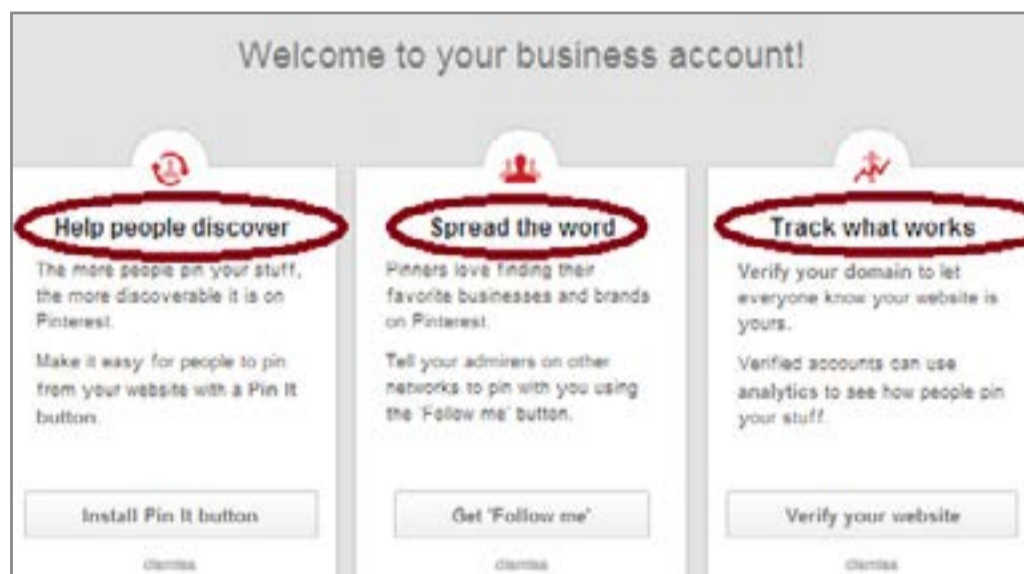 Welcome to your business account!
Help people discover
The more people pin your stuff,
the more discoverable it is on
Pinterest.
Make it easy for people to pin
from your website with a Pin It
button.
Install Pin It button
dismiss
Spread the word
Pinners love finding their
favorite businesses and brands
on Pinterest.
Tell your admirers on other
networks to pin with you using
the 'Follow me' button.
Get 'Follow me'
dismiss
Track what works
Verify your domain to let
everyone know your website is
yours.
Verified accounts can use
analytics to see how people pin
your stuff.
Verify your website
dismiss